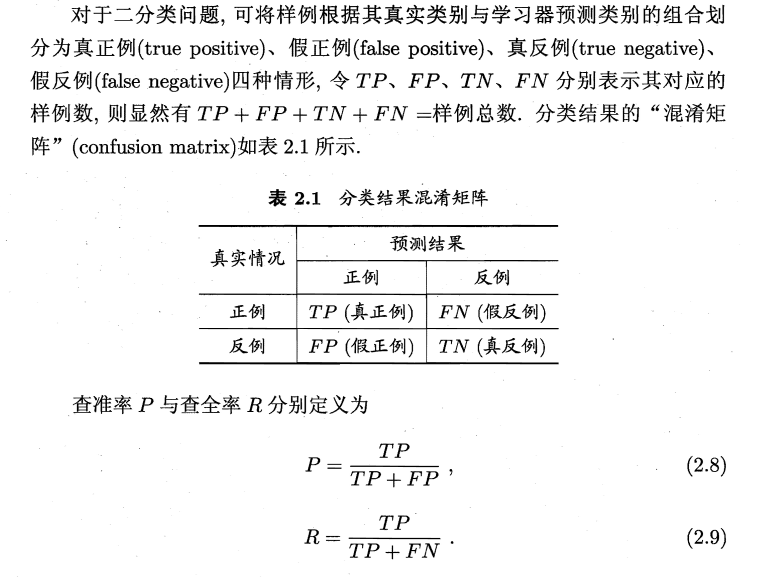 对于二分类问题, 可将样例根据其真实类别与学习器预测类别的组合划
分为真正例(true positive)、假正例(false positive)、真反例(true negative)、
假反例(false negative)四种情形, 令 TP、FP、TN、FN 分别表示其对应的
样例数, 则显然有 TP + FP + TN + FN =样例总数. 分类结果的“混淆矩
阵”(confusion matrix)如表 2.1 所示.
表 2.1 分类结果混淆矩阵
真实情况 预测结果
正例 反例
正例 TP (真正例) FN (假反例)
反例 FP (假正例) TN (真反例)
查准率 P 与查全率 R 分别定义为
P = TP / (TP + FP) , (2.8)
R = TP / (TP + FN) . (2.9)